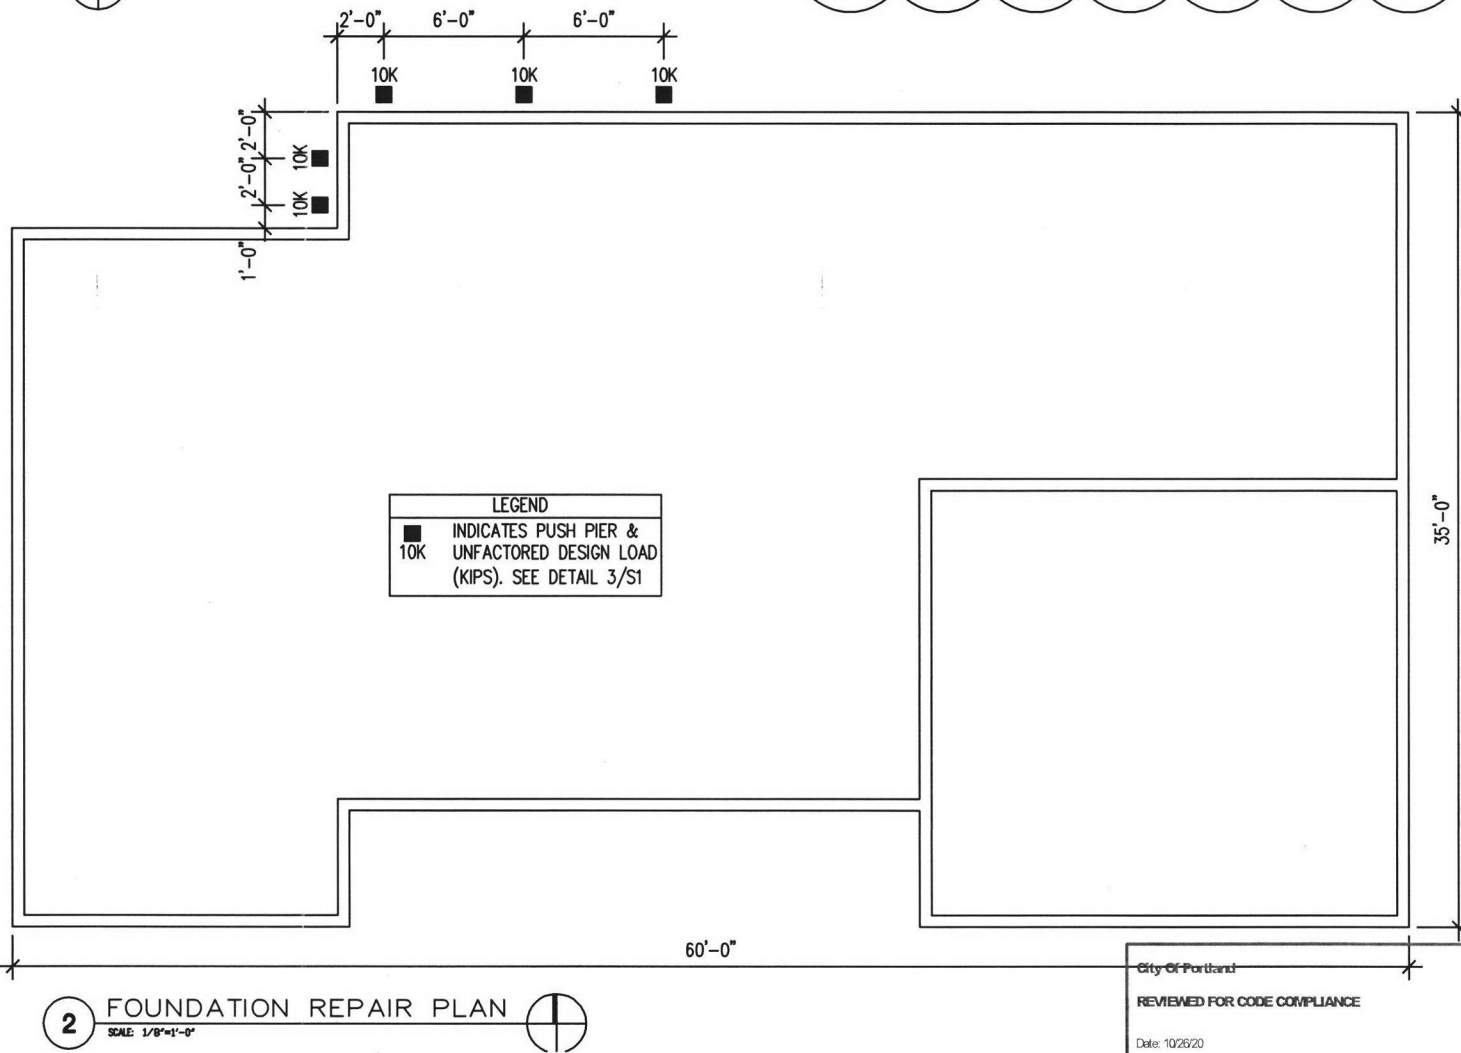 2'-0" 6'-0" 6'-0"
10K 10K 10K
2'-0"
10K
2'-0"
10K
1'-0"
LEGEND
INDICATES PUSH PIER &
10K UNFACTORED DESIGN LOAD
(KIPS). SEE DETAIL 3/S1
35'-0"
60'-0"
2 FOUNDATION REPAIR PLAN
SCALE: 1/8"=1'-0"
City Of Portland
REVIEWED FOR CODE COMPLIANCE
Date: 10/26/20